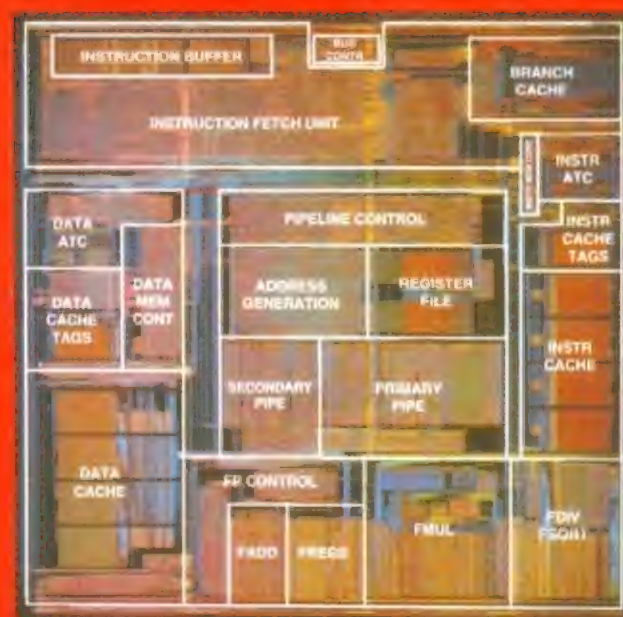 INSTRUCTION BUFFER
BUS
CONTR
BRANCH
CACHE
INSTRUCTION FETCH UNIT
INSTR
ATC
DATA
ATC
PIPELINE CONTROL
INSTR
CACHE
TAGS
DATA
MEM
CONT
ADDRESS
GENERATION
REGISTER
FILE
DATA
CACHE
TAGS
INSTR
CACHE
SECONDARY
PIPE
PRIMARY
PIPE
DATA
CACHE
FP CONTROL
FMUL
FDIV
FADD
FREGS